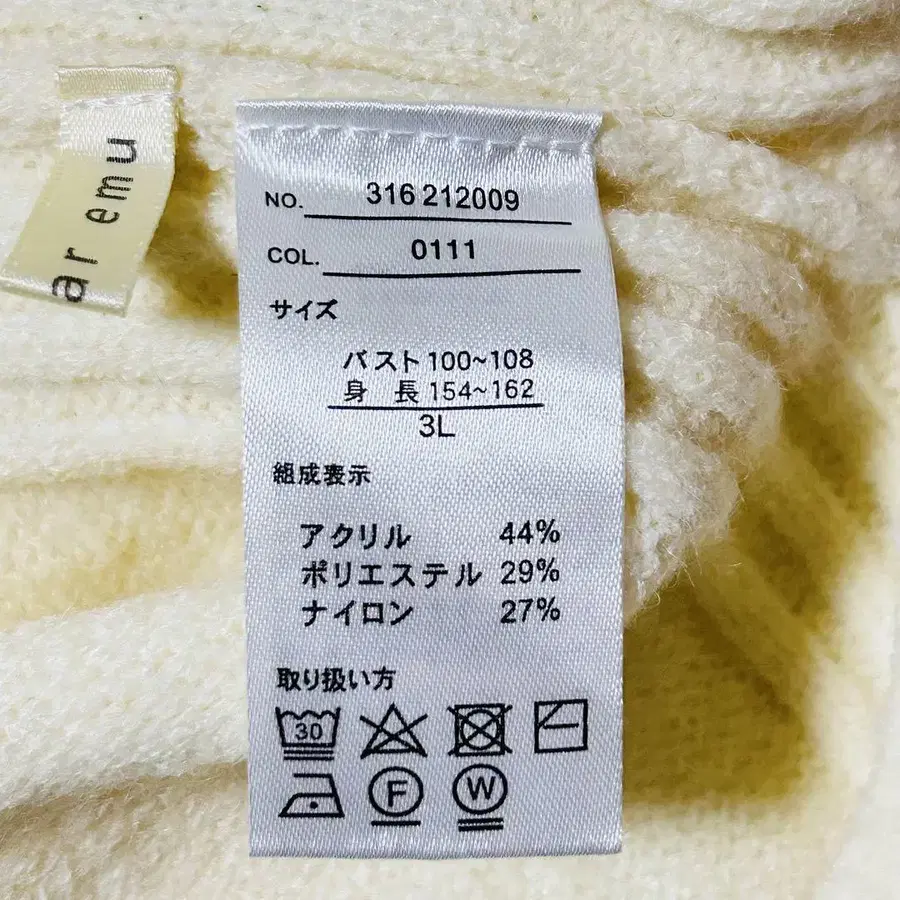 ar emu
NO. 316212009
COL. 0111
サイズ
バスト 100~108
身 長 154~162
3L
組成表示
アクリル 44%
ポリエステル 29%
ナイロン 27%
取り扱い方
30
F W